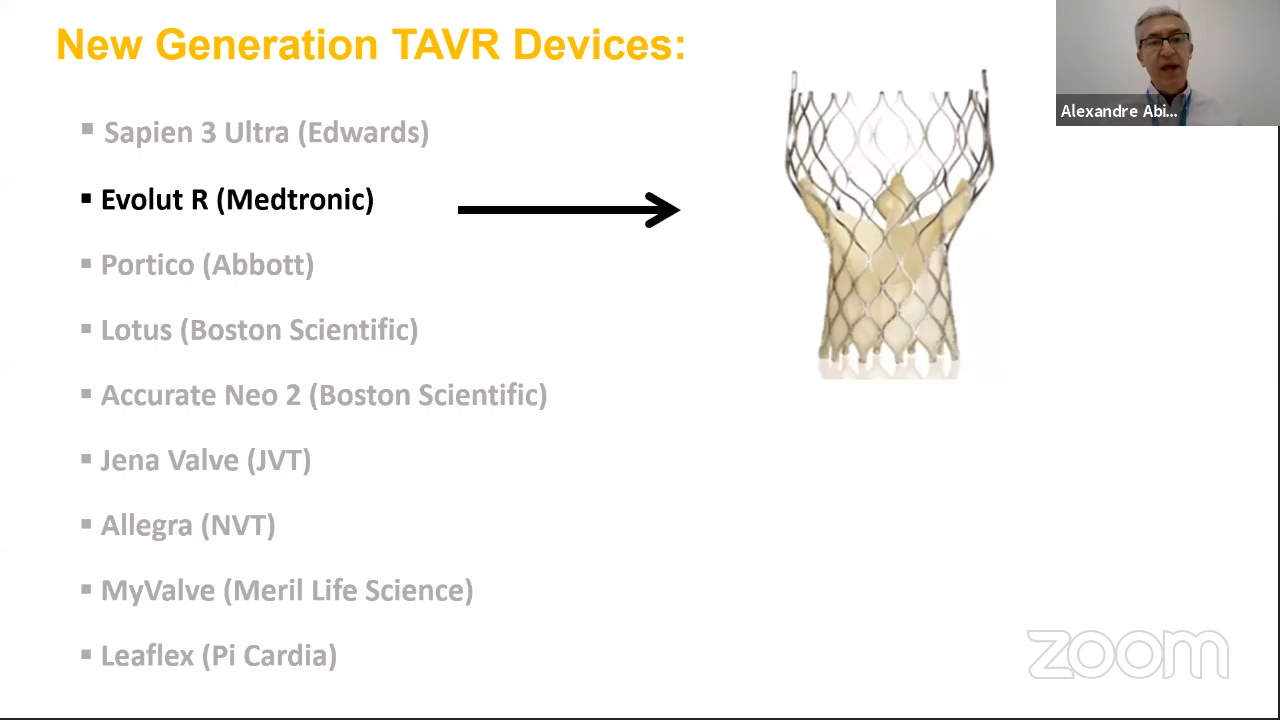 New Generation TAVR Devices:
Alexandre Abi...
▪ Sapien 3 Ultra (Edwards)
▪ Evolut R (Medtronic)
▪ Portico (Abbott)
▪ Lotus (Boston Scientific)
▪ Accurate Neo 2 (Boston Scientific)
▪ Jena Valve (JVT)
▪ Allegra (NVT)
▪ MyValve (Meril Life Science)
▪ Leaflex (Pi Cardia)
zoom